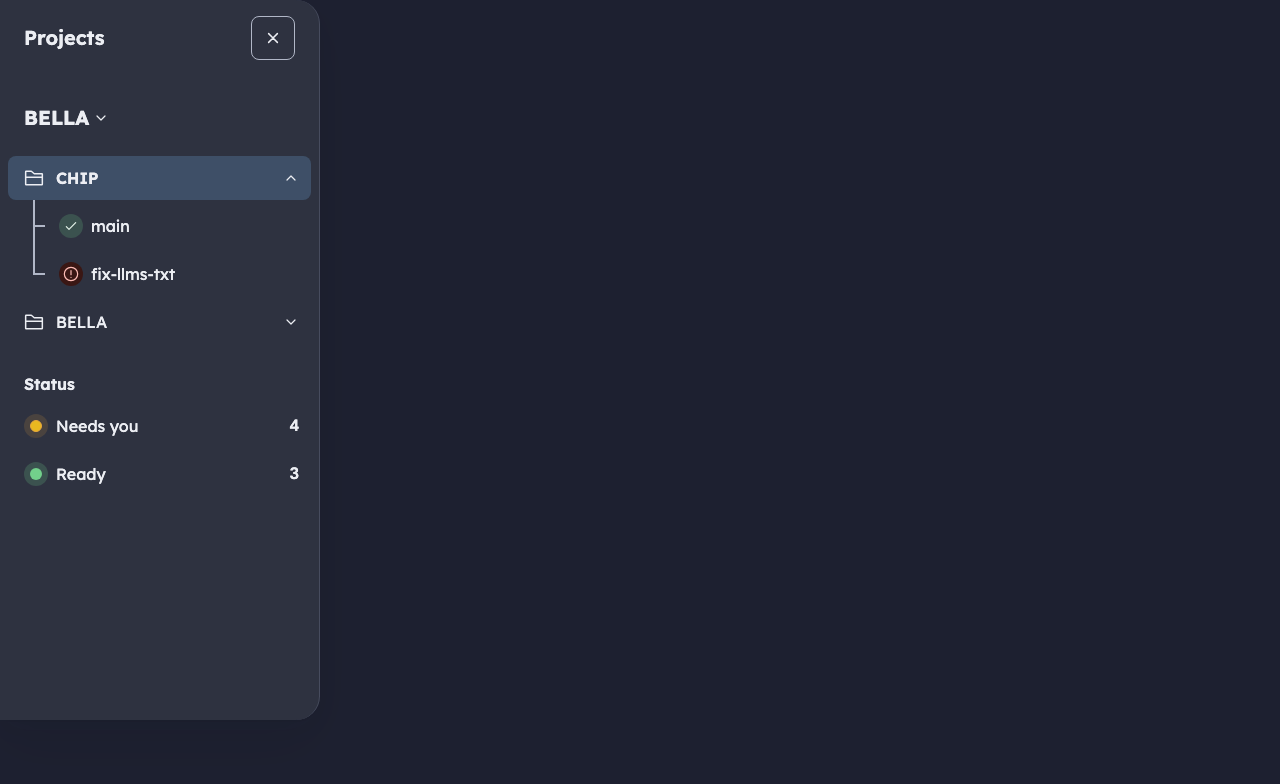 Projects
BELLA
CHIP
main
fix-llms-txt
BELLA
Status
Needs you 4
Ready 3